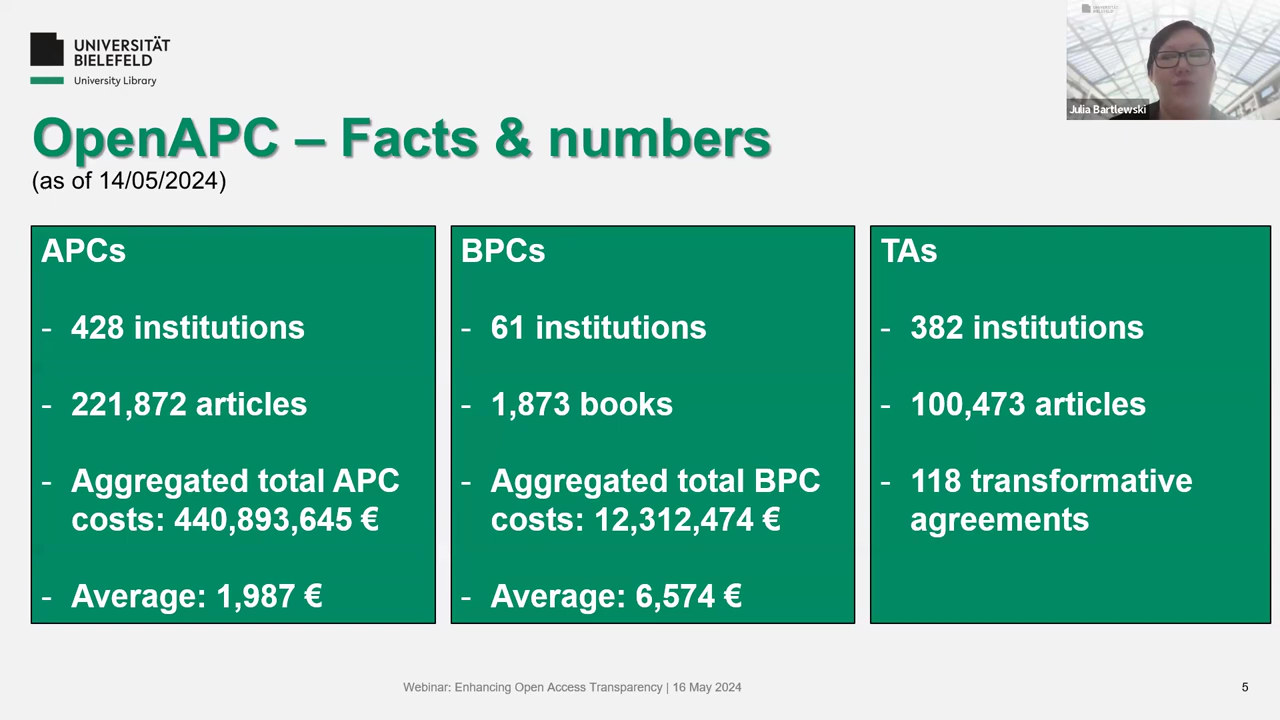 UNIVERSITÄT
BIELEFELD
University Library
Julia Bartlewski
OpenAPC – Facts & numbers
(as of 14/05/2024)
APCs
- 428 institutions
- 221,872 articles
- Aggregated total APC
costs: 440,893,645 €
- Average: 1,987 €
BPCs
- 61 institutions
- 1,873 books
- Aggregated total BPC
costs: 12,312,474 €
- Average: 6,574 €
TAs
- 382 institutions
- 100,473 articles
- 118 transformative
agreements
Webinar: Enhancing Open Access Transparency | 16 May 2024
5